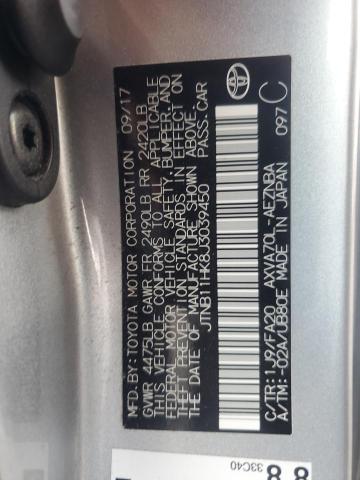 MFD.BY:TOYOTA MOTOR CORPORATION 09/17
GVWR 4475LB GAWR FR 2490LB RR 2420LB
THIS VEHICLE CONFORMS TO ALL APPLICABLE
FEDERAL MOTOR VEHICLE SAFETY, BUMPER AND
THEFT PREVENTION STANDARDS IN EFFECT ON
THE DATE OF MANUFACTURE SHOWN ABOVE.
JTNB11HK8J3039450 PASS.CAR
C/TR:1J9/FA20 AXVA70L-AEZNBA
A/TM:-02A/UB80E MADE IN JAPAN 097 C
8
33C40